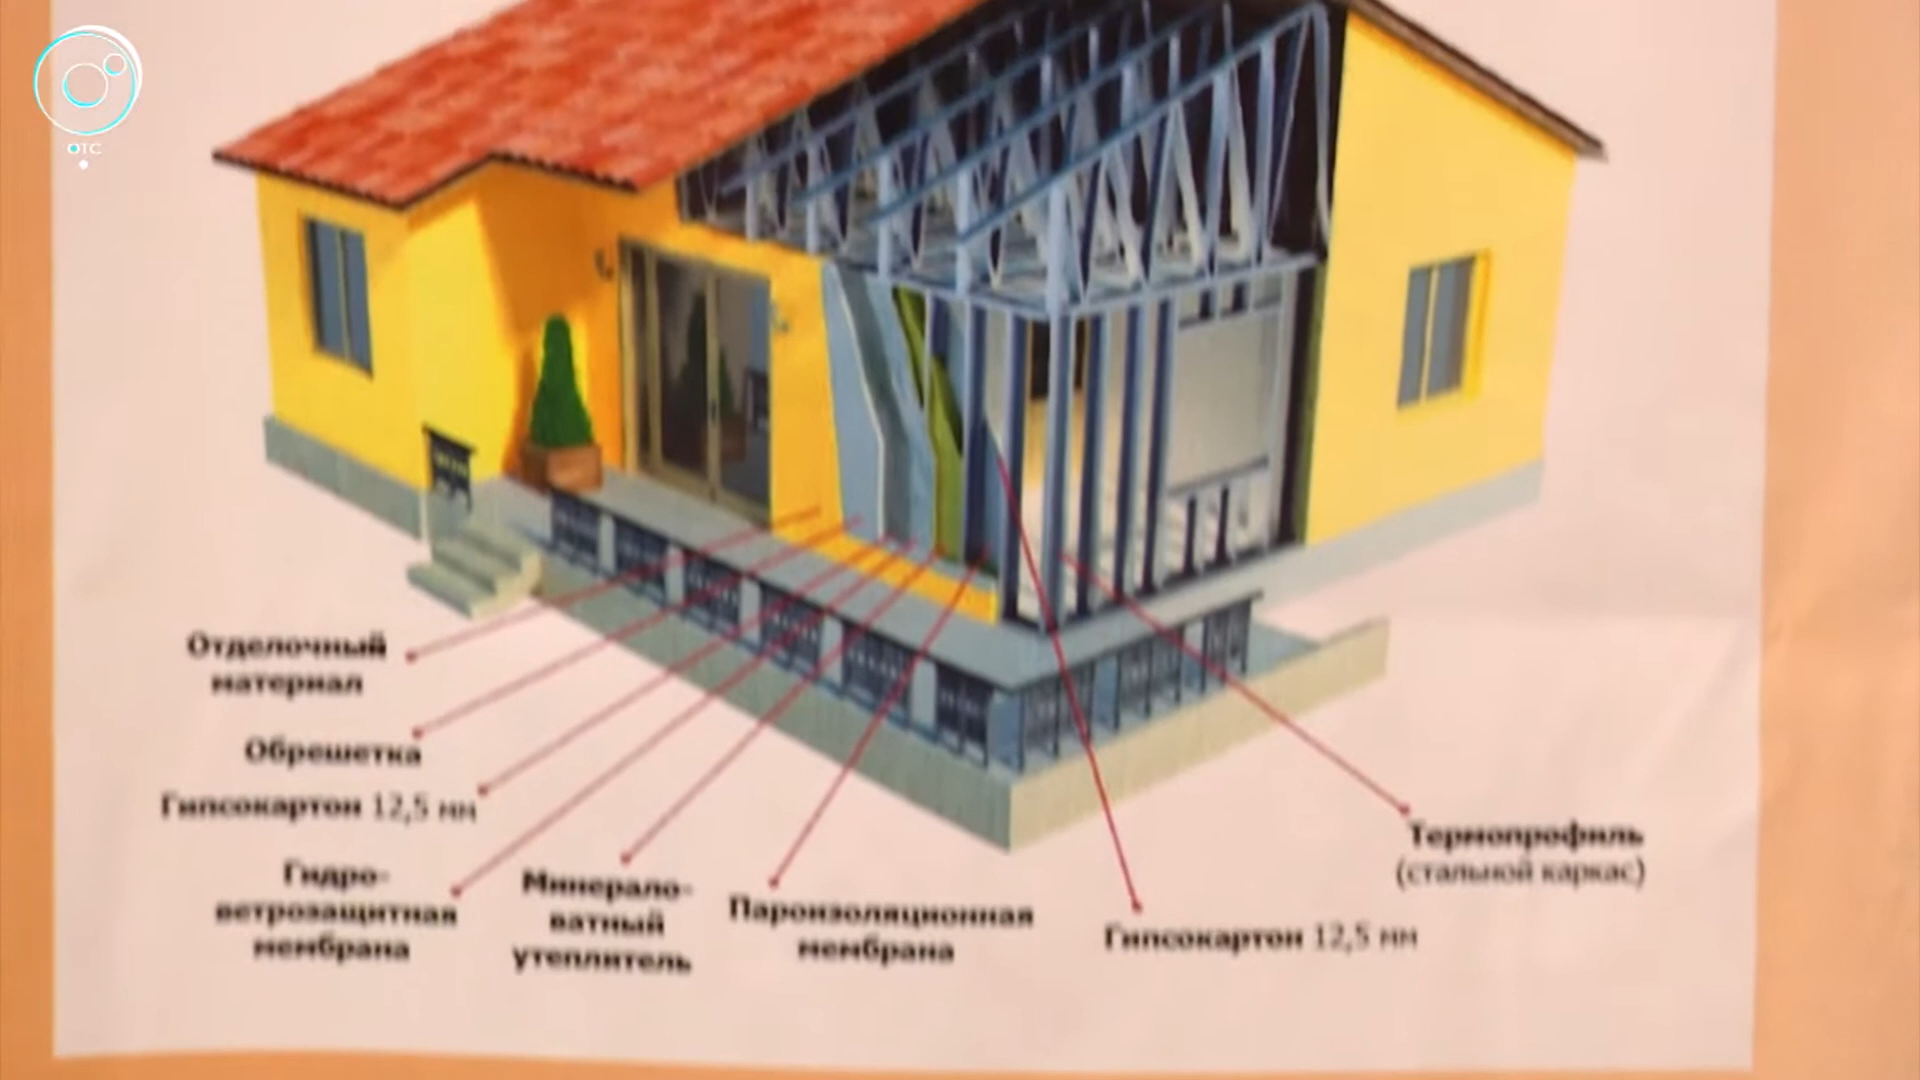 ОТС
Отделочный
материал
Обрешетка
Гипсокартон 12,5 мм
Гидро-
ветрозащитная
мембрана
Минерало-
ватный
утеплитель
Пароизоляционная
мембрана
Гипсокартон 12,5 мм
Термопрофиль
(стальной каркас)